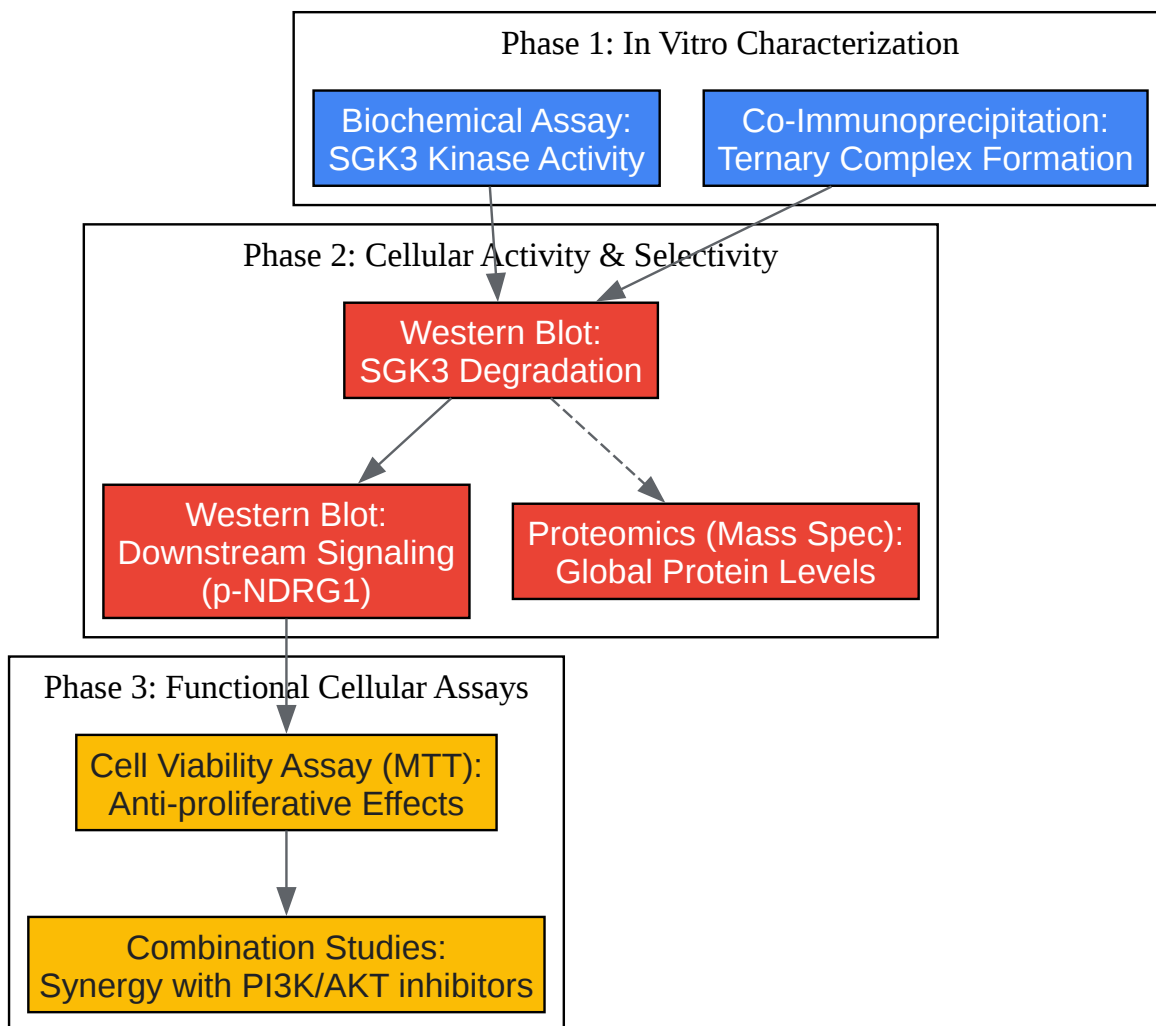 Phase 1: In Vitro Characterization
Biochemical Assay:
SGK3 Kinase Activity
Co-Immunoprecipitation:
Ternary Complex Formation
Phase 2: Cellular Activity & Selectivity
Western Blot:
SGK3 Degradation
Western Blot:
Downstream Signaling
(p-NDRG1)
Proteomics (Mass Spec):
Global Protein Levels
Phase 3: Functional Cellular Assays
Cell Viability Assay (MTT):
Anti-proliferative Effects
Combination Studies:
Synergy with PI3K/AKT inhibitors